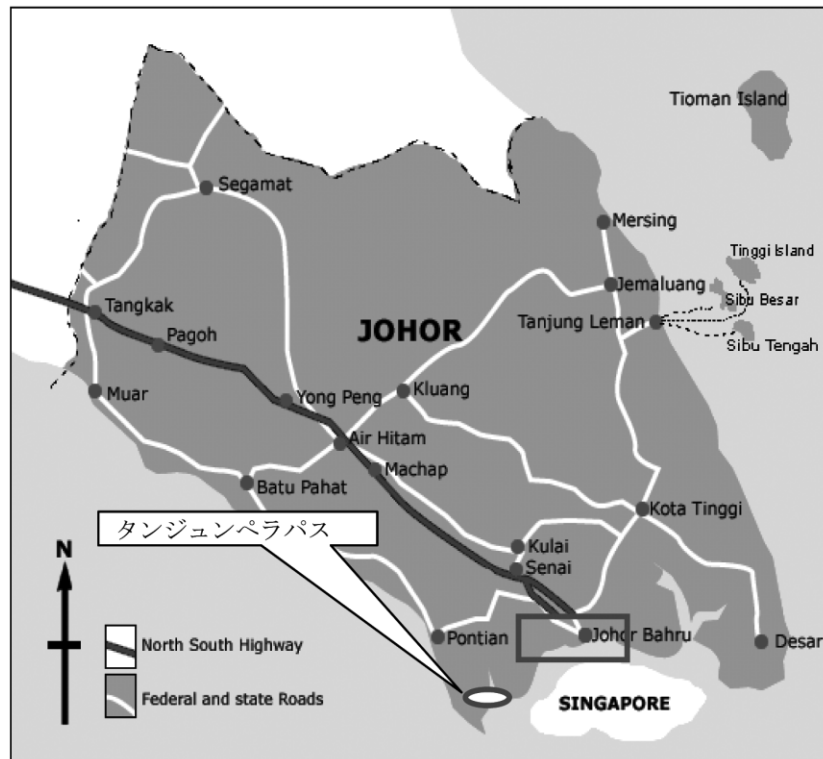 Tioman Island
Segamat
Mersing
Tinggi Island
Jemaluang
Sibu Besar
Tangkak
Tanjung Leman
JOHOR
Pagoh
Sibu Tengah
Muar
Yong Peng
Kluang
Air Hitam
Machap
Batu Pahat
Kota Tinggi
タンジュンペラパス
Kulai
N
Senai
North South Highway
Pontian
Johor Bahru
Desar
Federal and state Roads
SINGAPORE